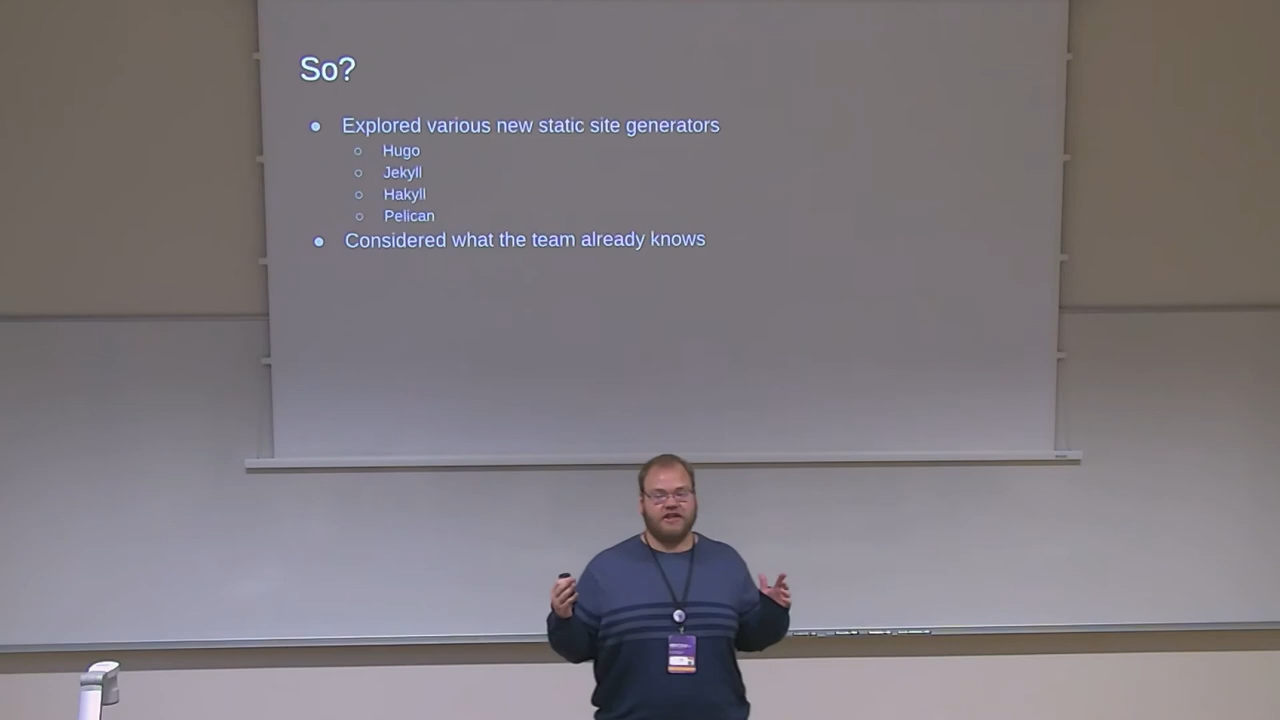 So?
Explored various new static site generators
Hugo
Jekyll
Hakyll
Pelican
Considered what the team already knows